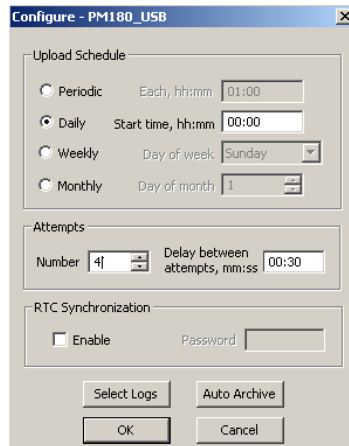 Configure - PM180_USB
Upload Schedule
Periodic Each, hh:mm 01:00
Daily Start time, hh:mm 00:00
Weekly Day of week Sunday
Monthly Day of month 1
Attempts
Number 4 Delay between
attempts, mm:ss 00:30
RTC Synchronization
Enable Password
Select Logs Auto Archive
OK Cancel